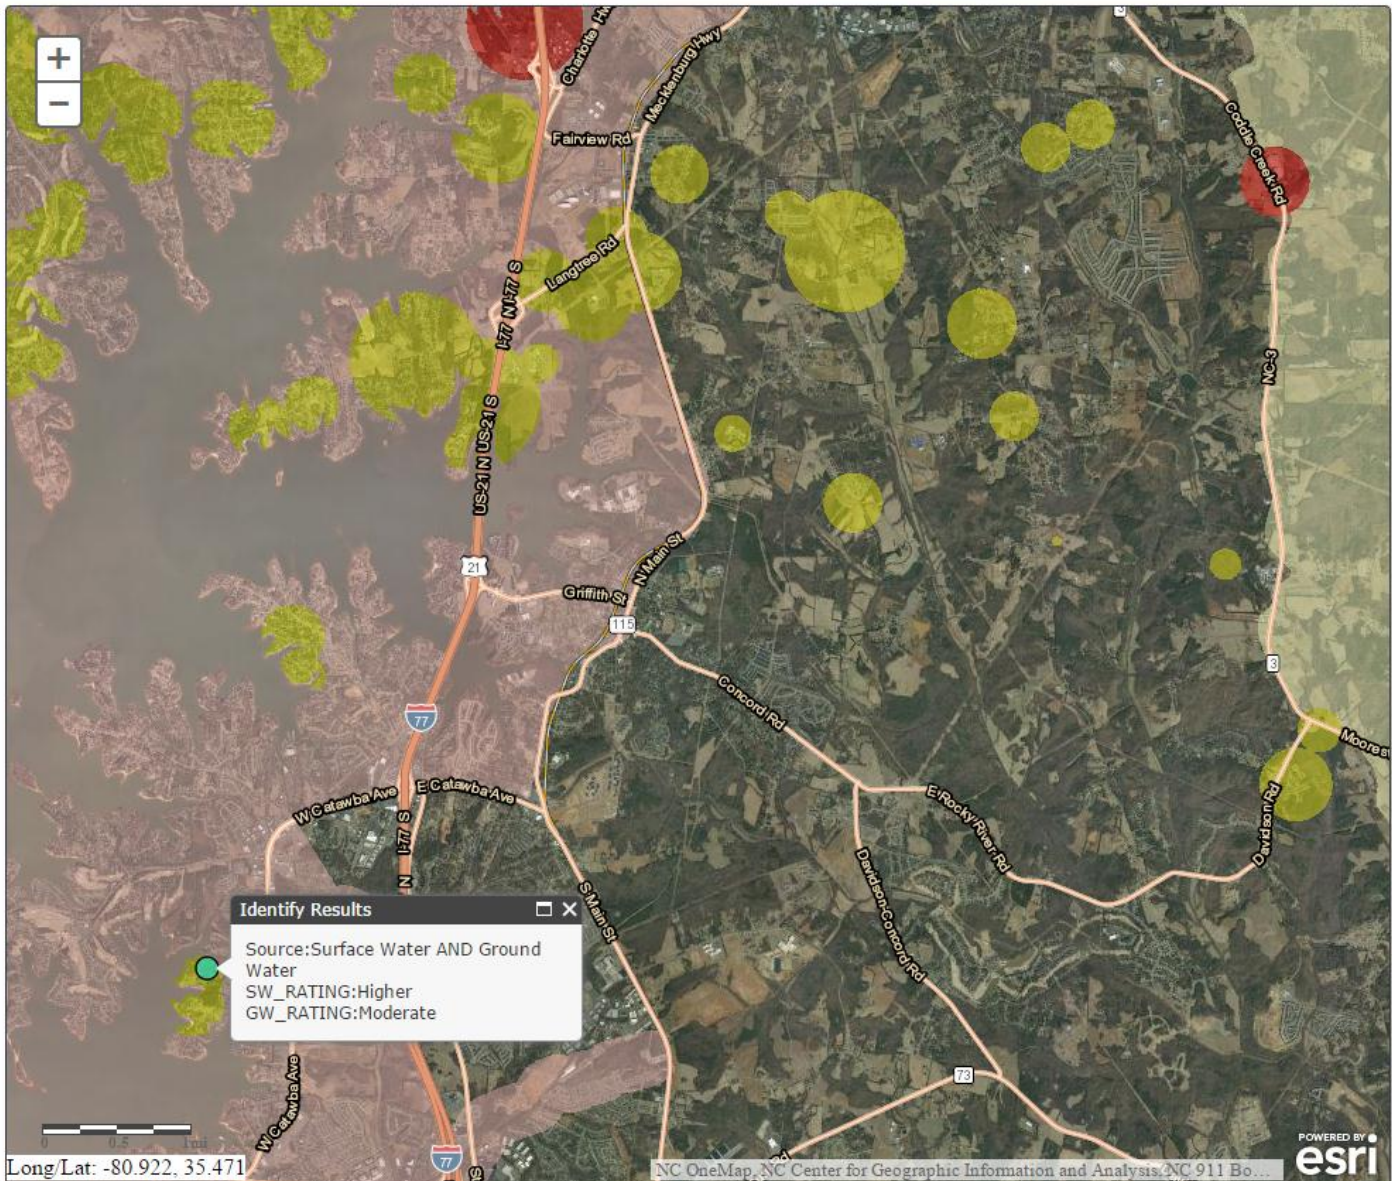 +
−
3
Charlotte Hw
Mecklenburg Hwy
Fairview Rd
Coddle Creek Rd
Langtree Rd
I-77 N I-77 S
NC-3
US-21 N US-21 S
N Main St
21
Griffith St
115
3
Concord Rd
77
Mooresv
W Catawba Ave
E Catawba Ave
E Rocky River Rd
Davidson Rd
N I-77 S
Davidson-Concord Rd
S Main St
Identify Results
Source:Surface Water AND Ground
Water
SW_RATING:Higher
GW_RATING:Moderate
73
W Catawba Ave
0 0.5 1mi
77
S
Rd
Long/Lat: -80.922, 35.471
NC OneMap, NC Center for Geographic Information and Analysis, NC 911 Bo...
POWERED BY
esri